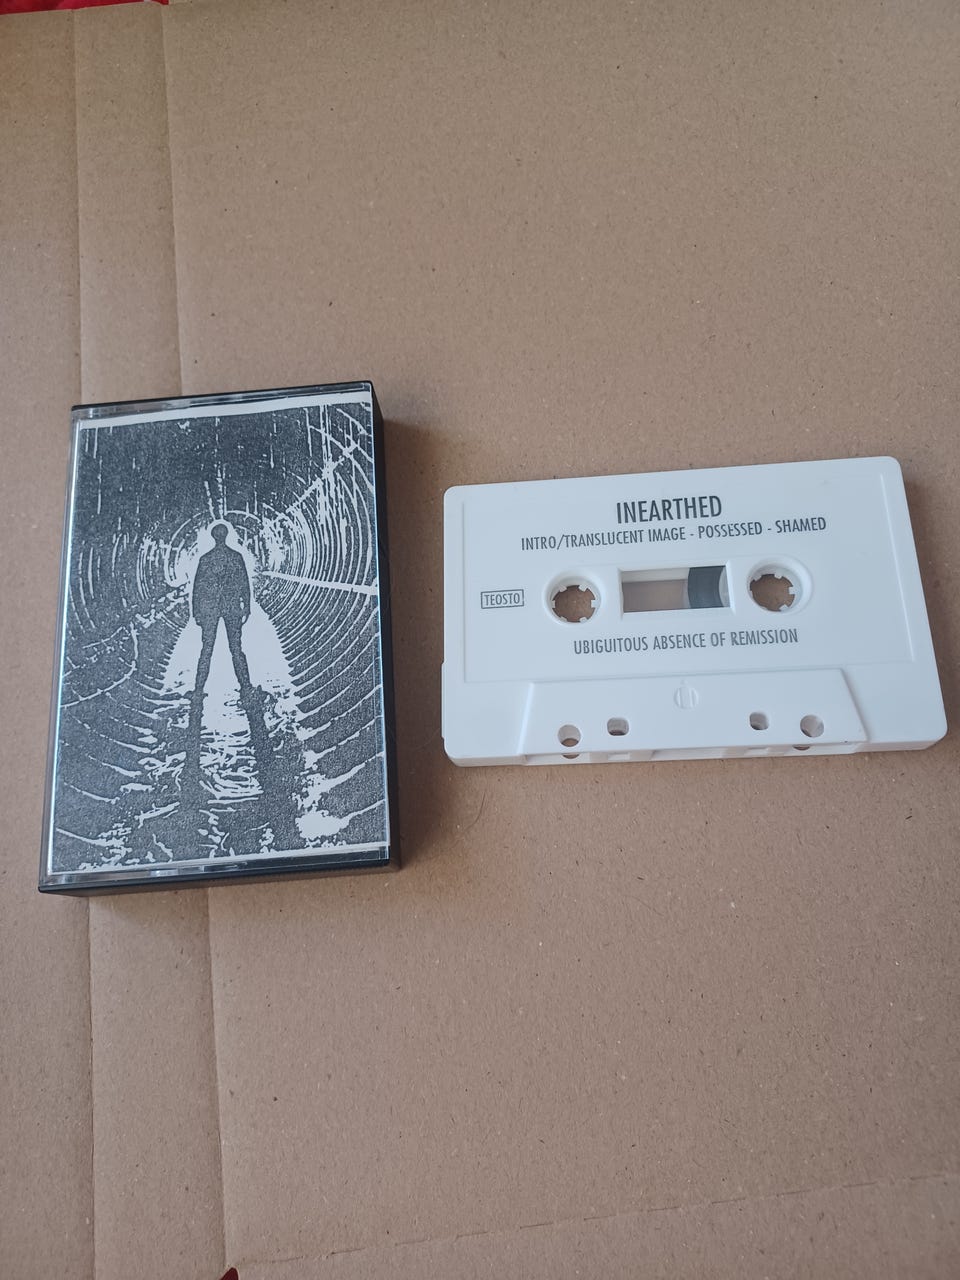 INEARTHED
INTRO/TRANSLUCENT IMAGE - POSSESSED - SHAMED
TEOSTO
UBIGUITOUS ABSENCE OF REMISSION